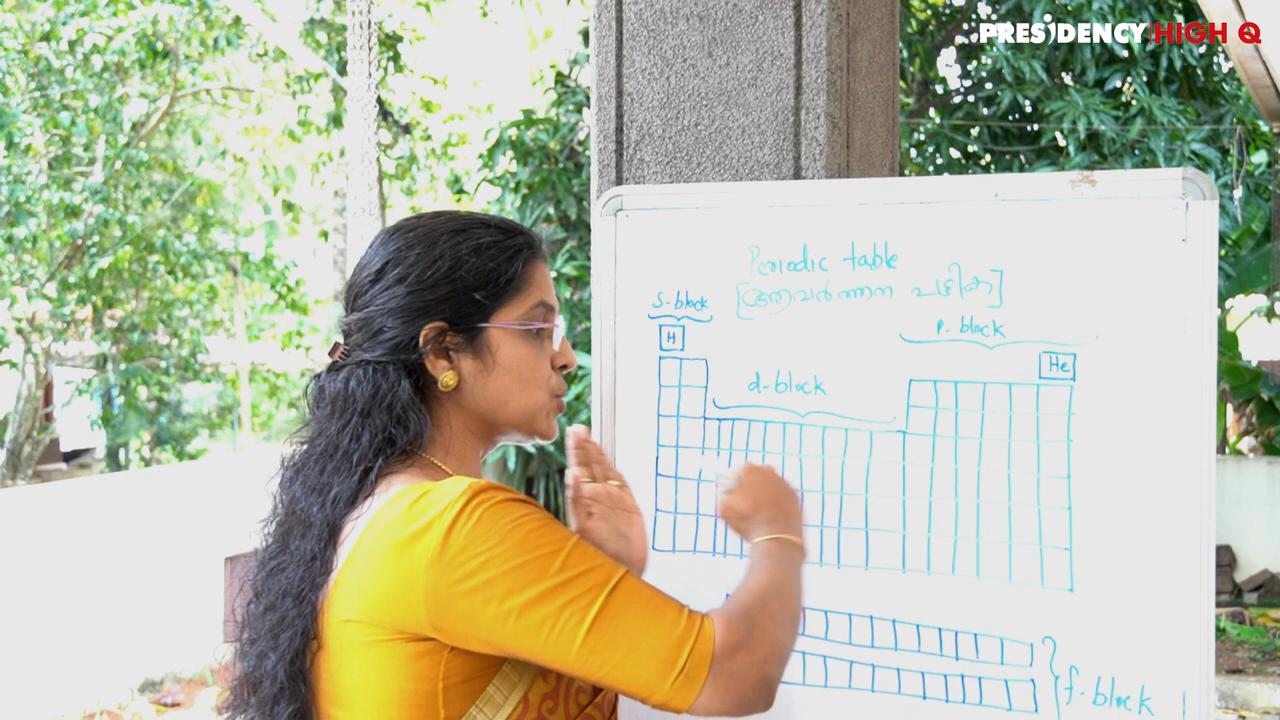 PRESIDENCY HIGH Q
Periodic table
[ആവർത്തന പട്ടിക]
s-block
p. block
H
He
d-block
f-block